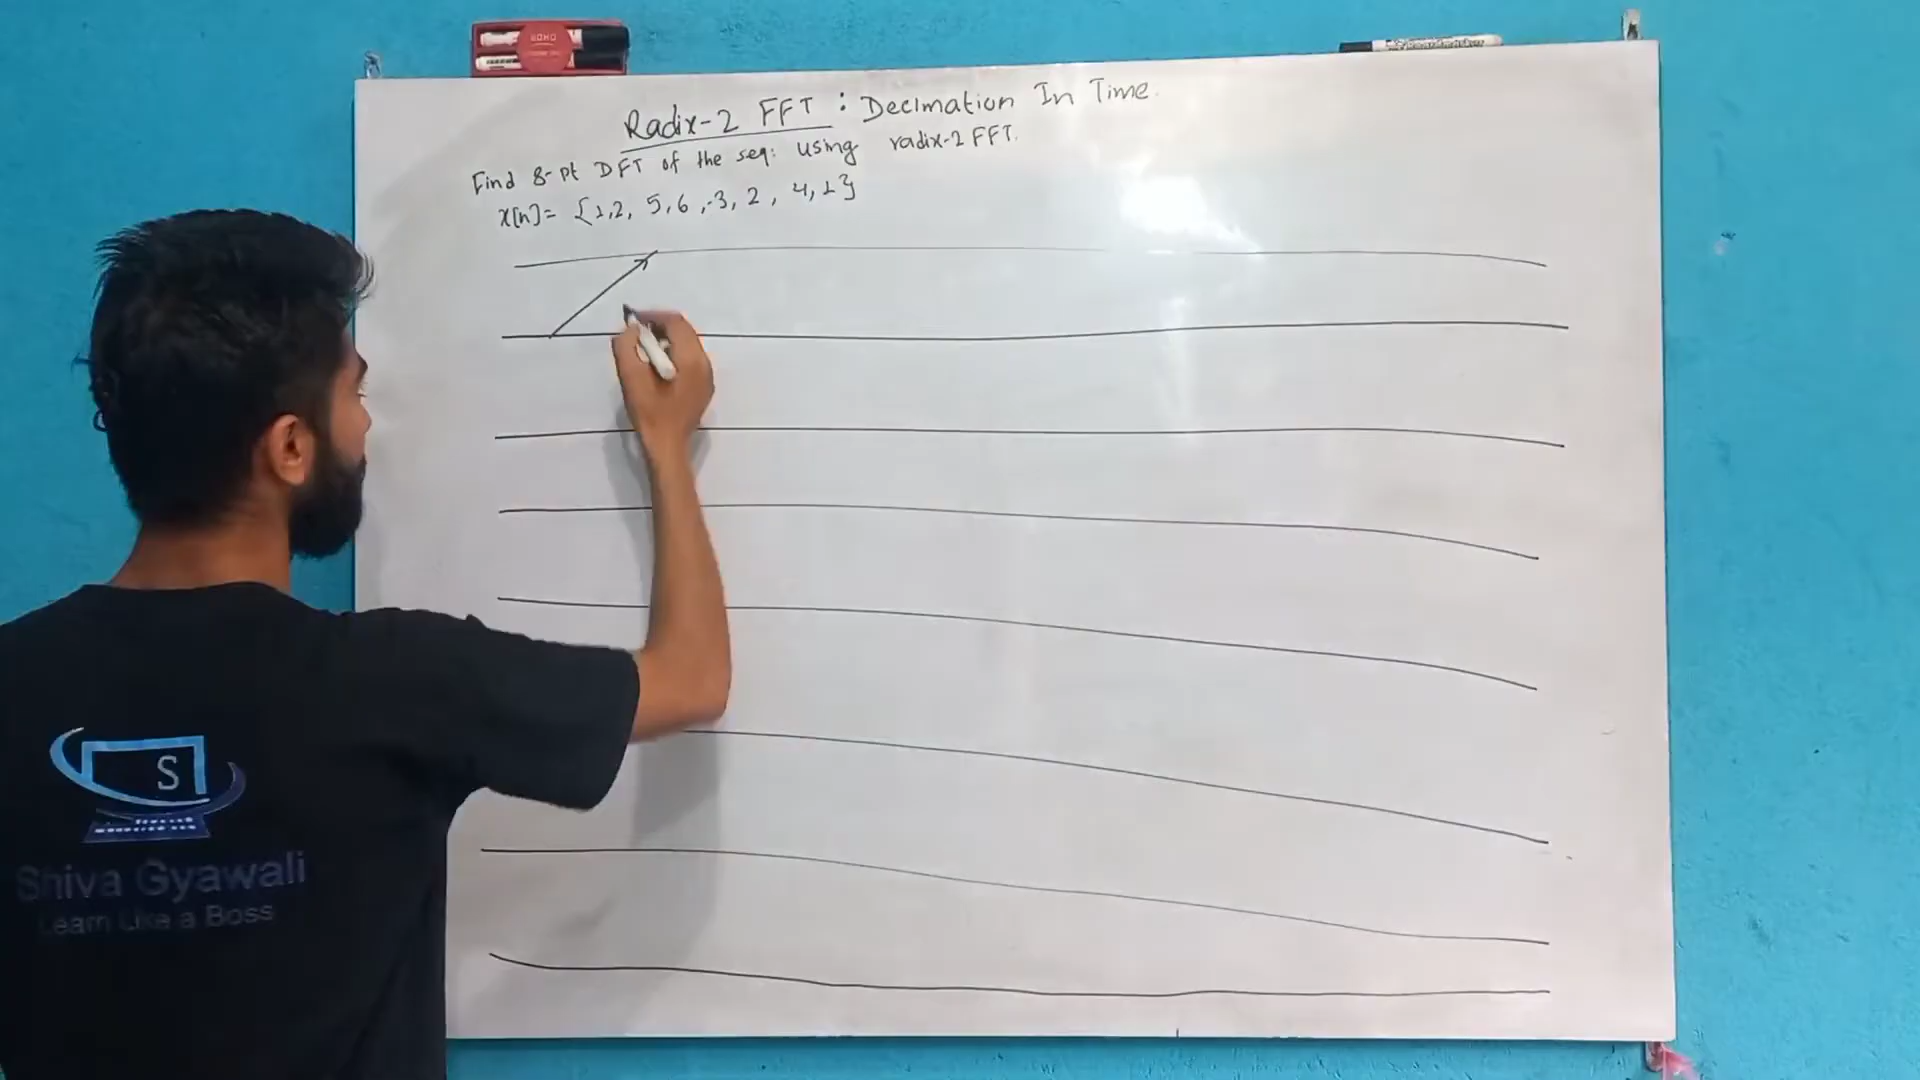 Radix-2 FFT : Decimation In Time.
Find 8-pt DFT of the seq: using radix-2 FFT.
x[n]= {1,2, 5,6,-3, 2, 4,1}
S
Shiva Gyawali
Learn Like a Boss